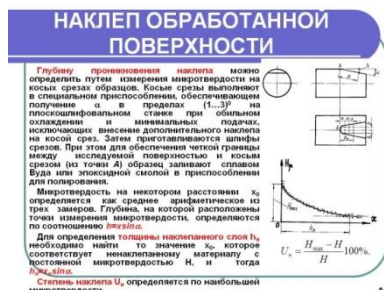 НАКЛЕП ОБРАБОТАННОЙ
ПОВЕРХНОСТИ
Глубину проникновения наклепа можно
определить путем измерения микротвердости на
косых срезах образцов. Косые срезы выполняют
в специальном приспособлении, обеспечивающем
получение α в пределах (1...3)⁰ на
плоскошлифовальном станке при обильном
охлаждении и минимальных подачах,
исключающих внесение дополнительного наклепа
на косой срез. Затем приготавливаются шлифы
срезов. При этом для обеспечения четкой границы
между исследуемой поверхностью и косым
срезом (из точки А) образец заливают сплавом
Вуда или эпоксидной смолой в приспособлении
для полирования.
Микротвердость на некотором расстоянии x₀
определяется как среднее арифметическое из
трех замеров. Глубина, на которой расположены
точки измерения микротвердости, определяются
по соотношению h=xsinα.
Для определения толщины наклепанного слоя hн
необходимо найти то значение x₀, которое
соответствует ненаклепанному материалу с
постоянной микротвердостью Н, и тогда
hн=x₀sinα.
Степень наклепа Uн определяется по наибольшей
микротвердости
Uн = (Hmax − H) / H · 100%.